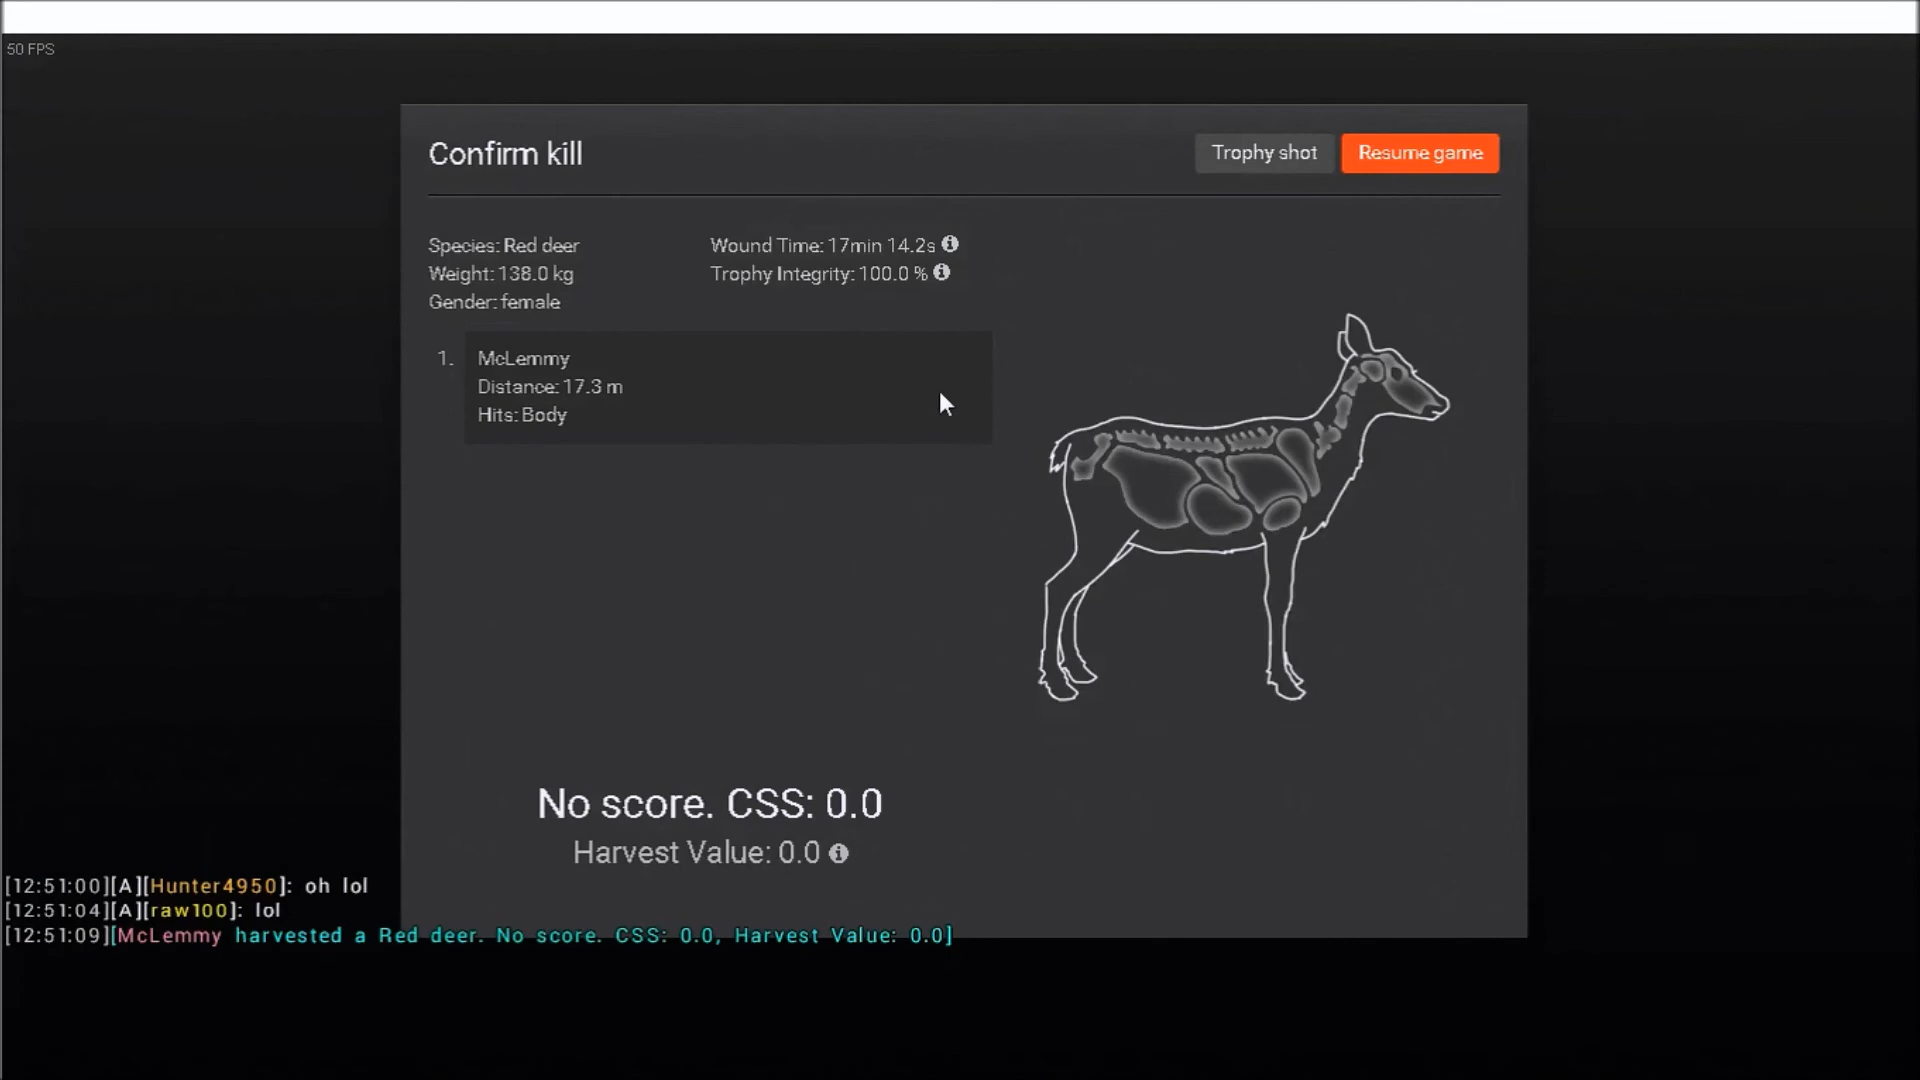 50 FPS
Confirm kill
Trophy shot
Resume game
Species: Red deer
Weight: 138.0 kg
Gender: female
Wound Time: 17min 14.2s
Trophy Integrity: 100.0 %
1.
McLemmy
Distance: 17.3 m
Hits: Body
No score. CSS: 0.0
Harvest Value: 0.0
[12:51:00][A][Hunter4950]: oh lol
[12:51:04][A][raw100]: lol
[12:51:09][McLemmy harvested a Red deer. No score. CSS: 0.0, Harvest Value: 0.0]